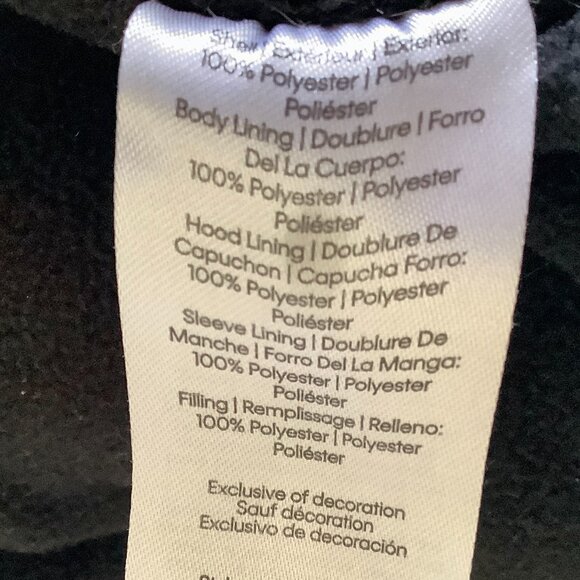 Shell | Extérieur | Exterior:
100% Polyester | Polyester
Poliéster
Body Lining | Doublure | Forro
Del La Cuerpo:
100% Polyester | Polyester
Poliéster
Hood Lining | Doublure De
Capuchon | Capucha Forro:
100% Polyester | Polyester
Poliéster
Sleeve Lining | Doublure De
Manche | Forro Del La Manga:
100% Polyester | Polyester
Poliéster
Filling | Remplissage | Relleno:
100% Polyester | Polyester
Poliéster
Exclusive of decoration
Sauf décoration
Exclusivo de decoración